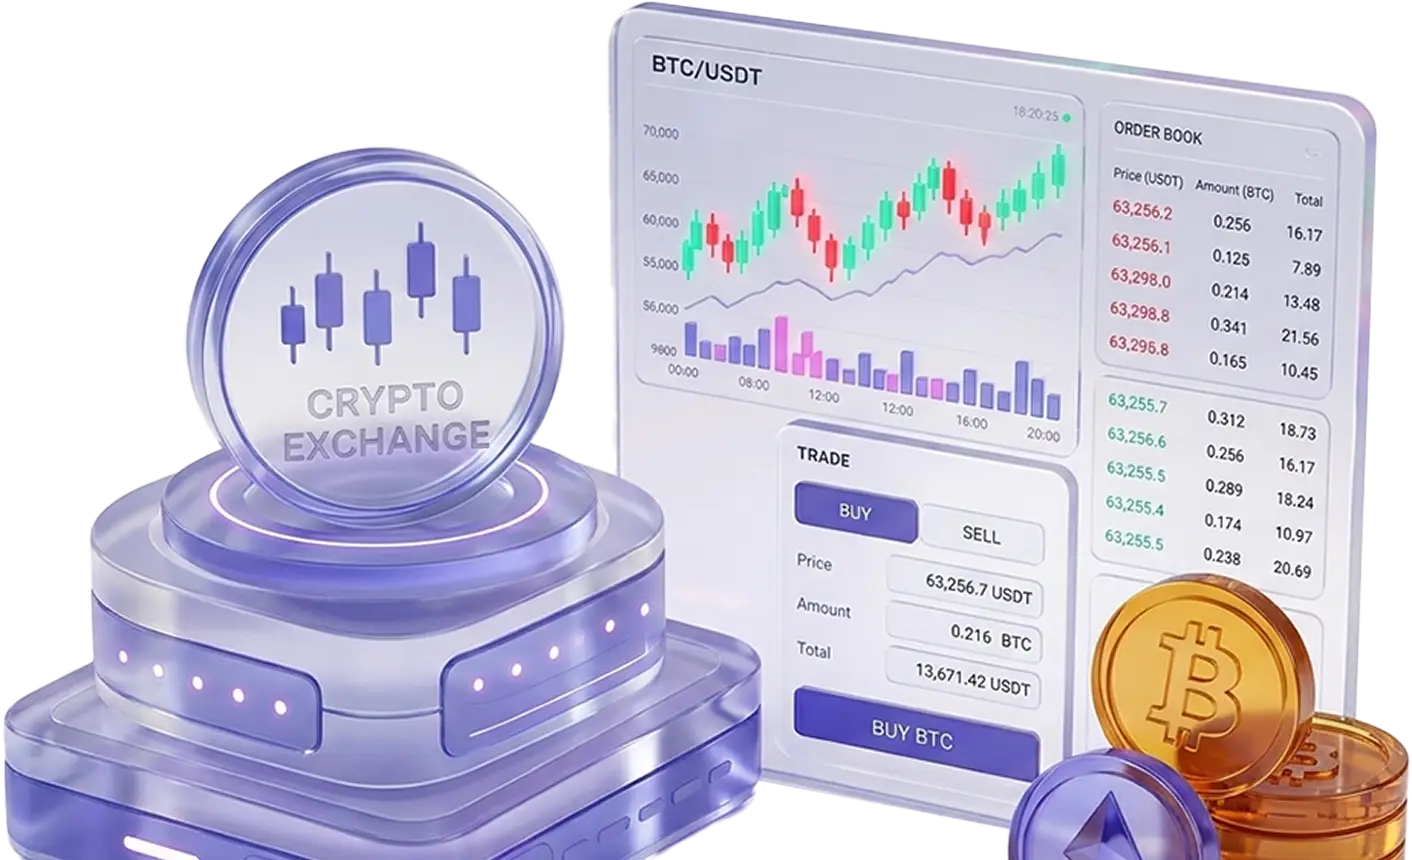 BTC/USDT
18:20:25
70,000
65,000
60,000
55,000
56,000
9600
00:00 08:00 12:00 12:00 16:00 20:00
CRYPTO
EXCHANGE
ORDER BOOK
Price (USDT) Amount (BTC) Total
63,256.2 0.256 16.17
63,256.1 0.125 7.89
63,298.0 0.214 13.48
63,298.8 0.341 21.56
63,295.8 0.165 10.45
63,255.7 0.312 18.73
63,256.6 0.256 16.17
63,255.5 0.289 18.24
63,255.4 0.174 10.97
63,255.5 0.238 20.69
TRADE
BUY SELL
Price 63,256.7 USDT
Amount 0.216 BTC
Total 13,671.42 USDT
BUY BTC